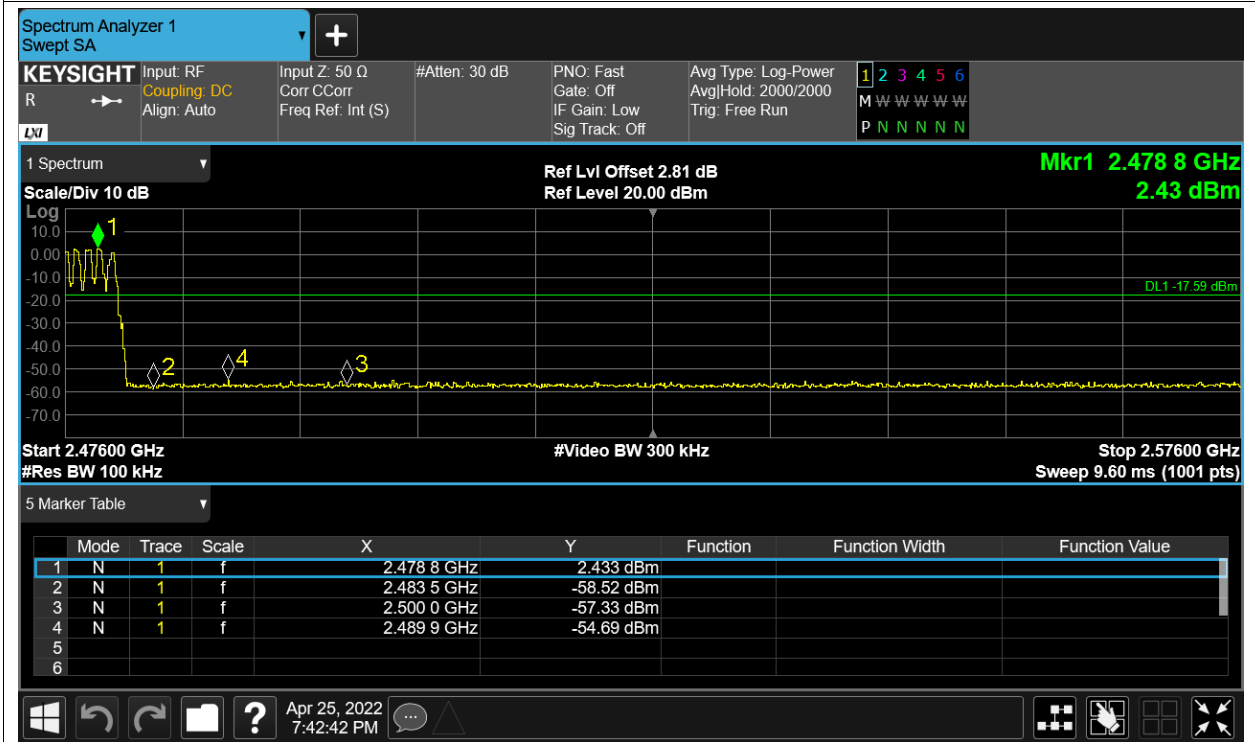 Spectrum Analyzer 1
Swept SA
KEYSIGHT Input: RF Input Z: 50 Ω #Atten: 30 dB PNO: Fast Avg Type: Log-Power 1 2 3 4 5 6
R Coupling: DC Corr CCorr Gate: Off Avg|Hold: 2000/2000 M W W W W W
Align: Auto Freq Ref: Int (S) IF Gain: Low Trig: Free Run
LXI Sig Track: Off P N N N N N N
1 Spectrum Ref Lvl Offset 2.81 dB Mkr1 2.478 8 GHz
Scale/Div 10 dB Ref Level 20.00 dBm 2.43 dBm
Log
1
10.0
0.00
-10.0
DL1 -17.59 dBm
-20.0
-30.0
-40.0
2 4 3
-50.0
-60.0
-70.0
Start 2.47600 GHz #Video BW 300 kHz Stop 2.57600 GHz
#Res BW 100 kHz Sweep 9.60 ms (1001 pts)
5 Marker Table
Mode Trace Scale X Y Function Function Width Function Value
1 N 1 f 2.478 8 GHz 2.433 dBm
2 N 1 f 2.483 5 GHz -58.52 dBm
3 N 1 f 2.500 0 GHz -57.33 dBm
4 N 1 f 2.489 9 GHz -54.69 dBm
5
6
? Apr 25, 2022
7:42:42 PM